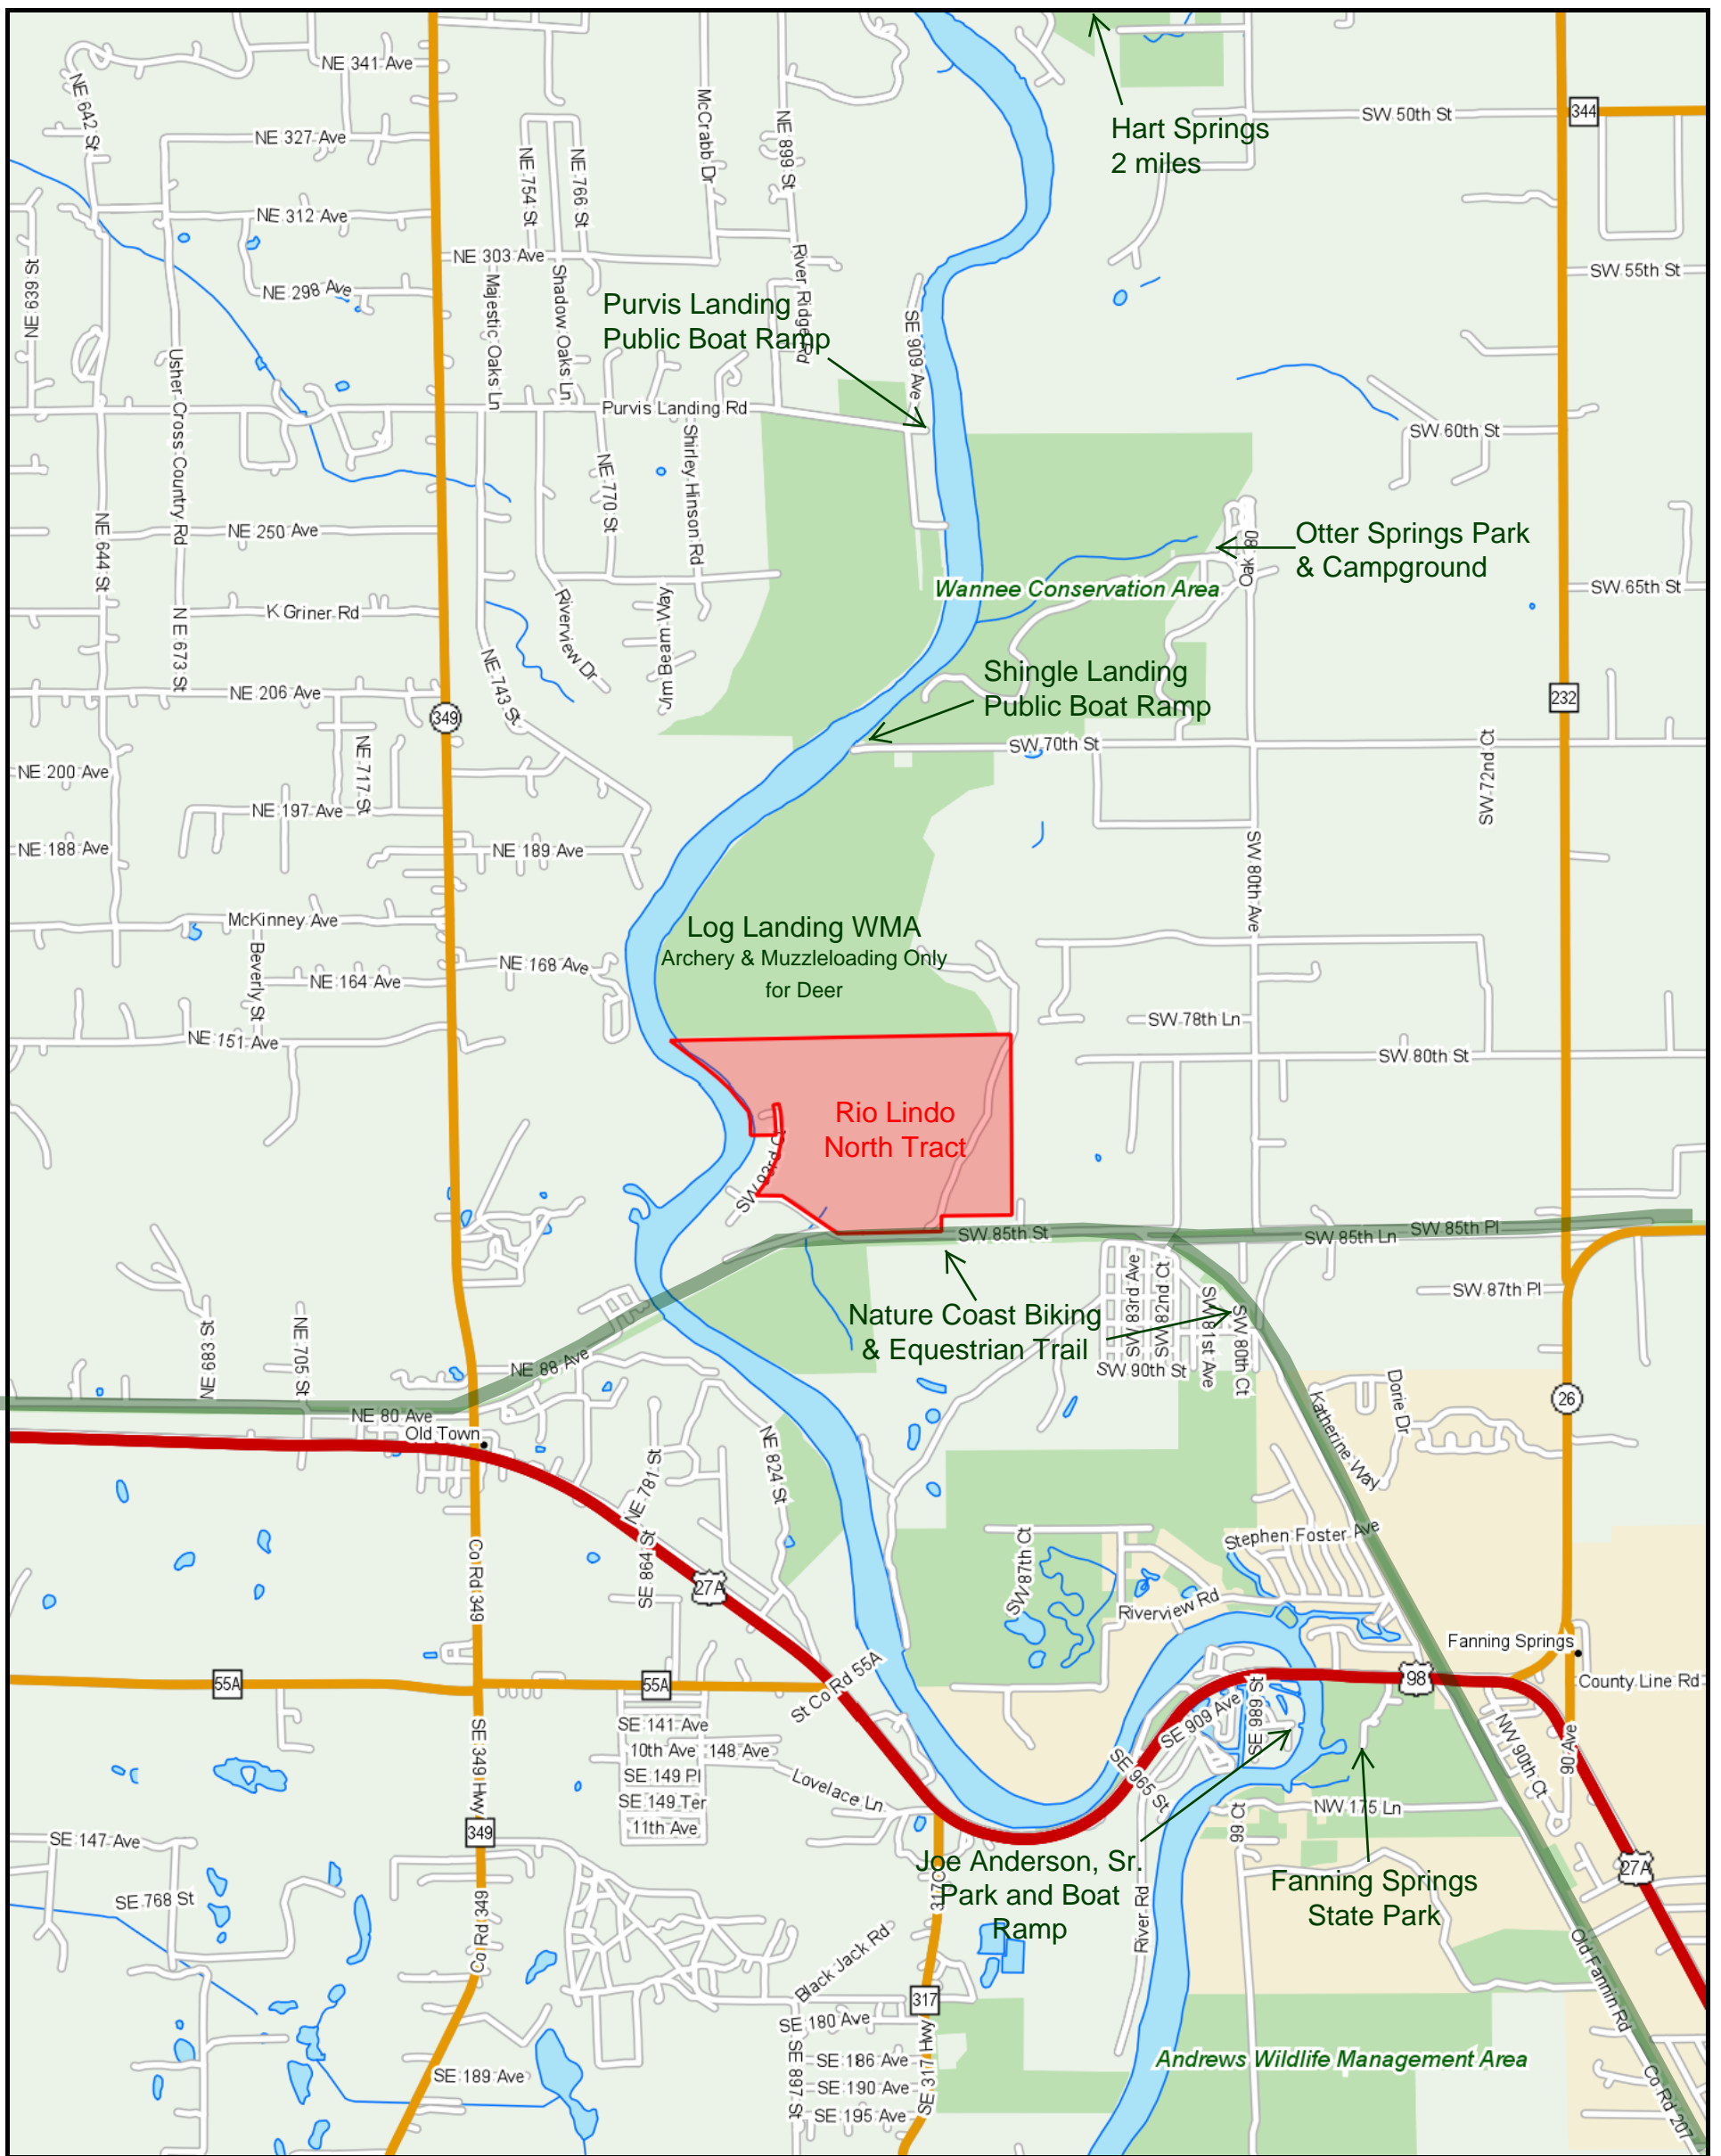 NE 341 Ave
NE 642 St
NE 327 Ave
NE 754 St
NE 766 St
McCrabb Dr
NE 899 St
Hart Springs
2 miles
SW 50th St
344
NE 312 Ave
NE 303 Ave
NE 639 St
NE 298 Ave
Majestic Oaks Ln
Shadow Oaks Ln
River Ridge Rd
SW 55th St
Purvis Landing
Public Boat Ramp
SE 909 Ave
Usher Cross Country Rd
Purvis Landing Rd
Shirley Hinson Rd
SW 60th St
NE 770 St
NE 644 St
NE 250 Ave
Otter Springs Park
& Campground
Oak 80
Wannee Conservation Area
SW 65th St
K Griner Rd
N E 673 St
Riverview Dr
Jim Beam Way
NE 743 St
NE 206 Ave
Shingle Landing
Public Boat Ramp
232
349
SW 70th St
NE 717 St
SW 72nd Ct
NE 200 Ave
NE 197 Ave
NE 188 Ave
NE 189 Ave
SW 80th Ave
McKinney Ave
Log Landing WMA
Archery & Muzzleloading Only
for Deer
Beverly St
NE 168 Ave
NE 164 Ave
SW 78th Ln
NE 151 Ave
SW 80th St
Rio Lindo
North Tract
SW 93rd Ct
SW 85th St
SW 85th Ln
SW 85th Pl
SW 83rd Ave
SW 82nd Ct
SW 87th Pl
Nature Coast Biking
& Equestrian Trail
SW 81st Ave
SW 80th Ct
NE 683 St
NE 705 St
NE 88 Ave
SW 90th St
Dorie Dr
Katherine Way
26
NE 80 Ave
Old Town
NE 824 St
NE 781 St
Stephen Foster Ave
Co Rd 349
SE 864 St
27A
SW 87th Ct
Riverview Rd
Fanning Springs
55A
55A
St Co Rd 55A
98
County Line Rd
SE 141 Ave
10th Ave
148 Ave
SE 149 Pl
SE 149 Ter
11th Ave
Lovelace Ln
SE 909 Ave
SE 989 St
SE 965 St
NW 90th Ct
90 Ave
SE 349 Hwy
349
NW 175 Ln
99 Ct
SE 147 Ave
Joe Anderson, Sr.
Park and Boat
Ramp
Fanning Springs
State Park
27A
SE 768 St
Co Rd 349
River Rd
Black Jack Rd
317
Old Fannin Rd
SE 180 Ave
SE 897 St
SE 186 Ave
SE 190 Ave
SE 195 Ave
SE 317 Hwy
Andrews Wildlife Management Area
SE 189 Ave
Co Rd 207